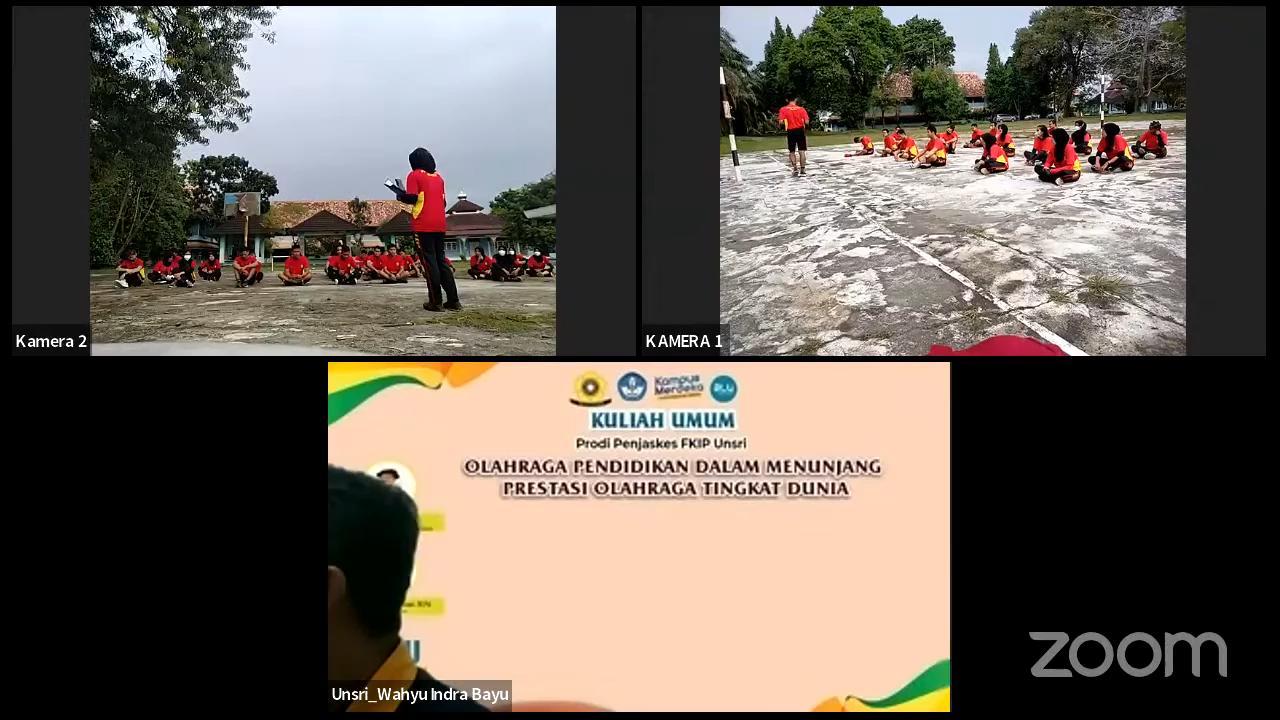 Kamera 2
KAMERA 1
Kampus
Merdeka
BLU
KULIAH UMUM
Prodi Penjaskes FKIP Unsri
OLAHRAGA PENDIDIKAN DALAM MENUNJANG
PRESTASI OLAHRAGA TINGKAT DUNIA
Unsri_Wahyu Indra Bayu
zoom